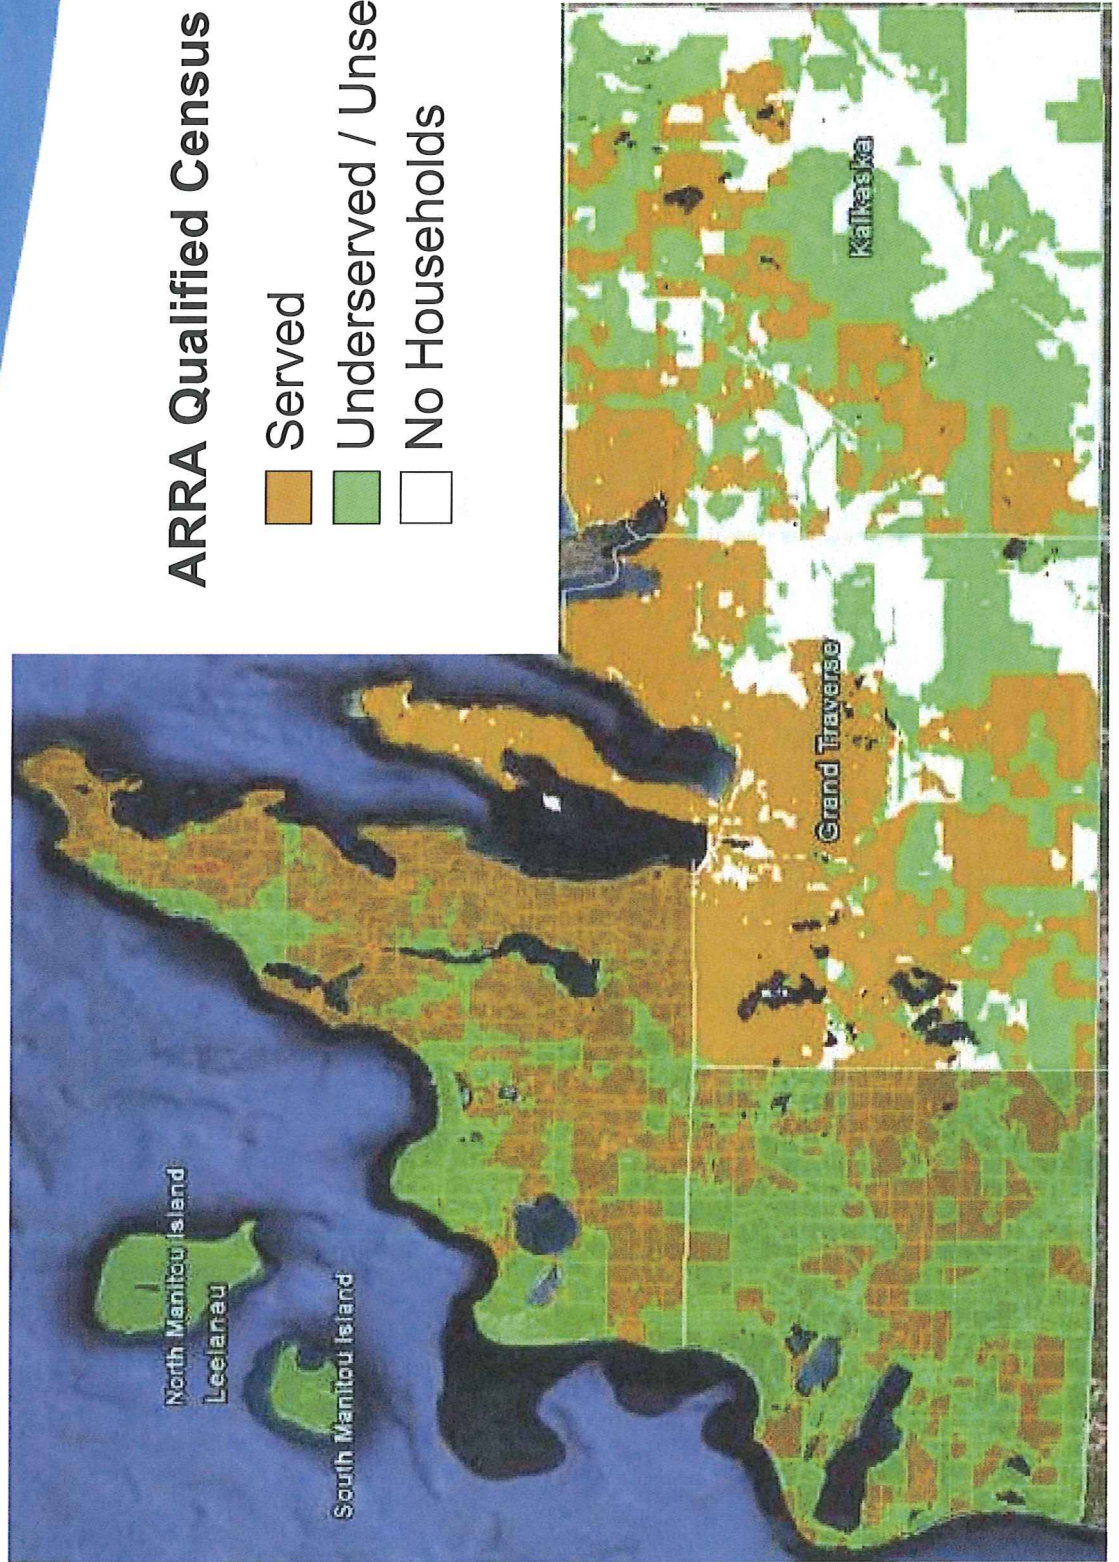 ARRA Qualified Census
Served
Underserved / Unse
No Households
North Manitou Island
Leelanau
South Manitou Island
Grand Traverse
Kalkaska